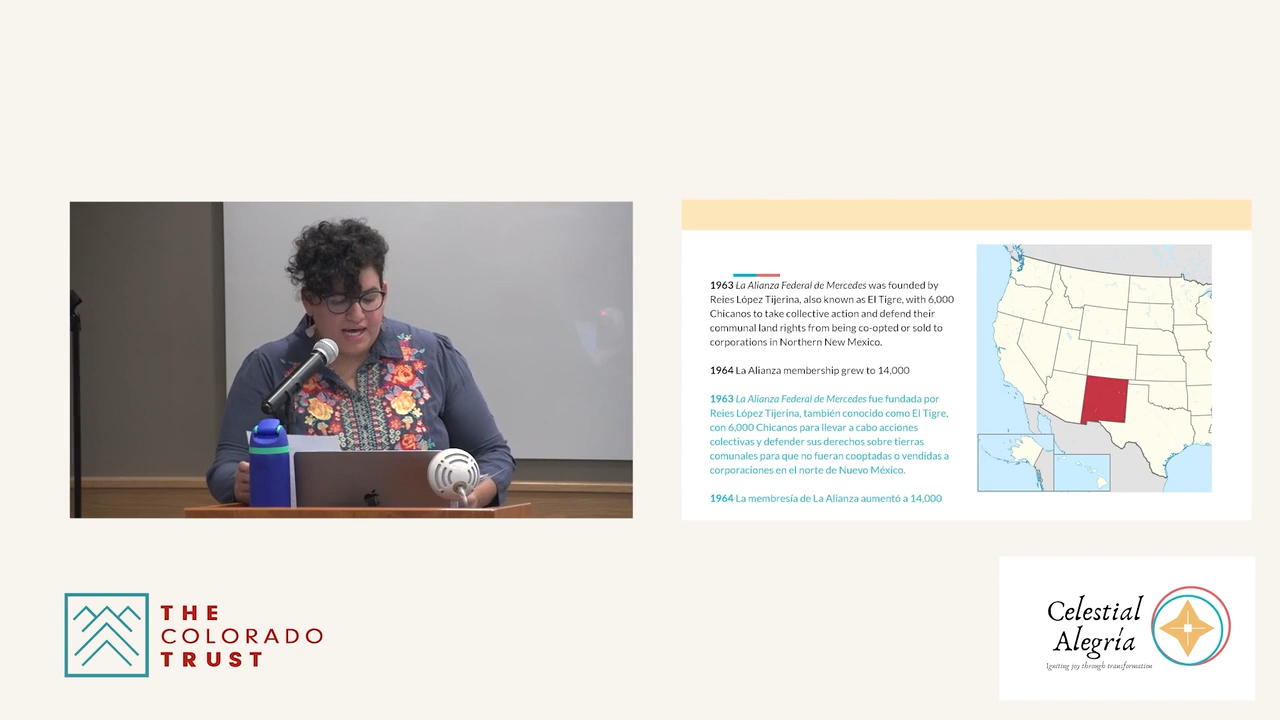 1963 La Alianza Federal de Mercedes was founded by
Reies López Tijerina, also known as El Tigre, with 6,000
Chicanos to take collective action and defend their
communal land rights from being co-opted or sold to
corporations in Northern New Mexico.
1964 La Alianza membership grew to 14,000
1963 La Alianza Federal de Mercedes fue fundada por
Reies López Tijerina, también conocido como El Tigre,
con 6,000 Chicanos para llevar a cabo acciones
colectivas y defender sus derechos sobre tierras
comunales para que no fueran cooptadas o vendidas a
corporaciones en el norte de Nuevo México.
1964 La membresía de La Alianza aumentó a 14,000
THE
COLORADO
TRUST
Celestial
Alegría
Igniting joy through transformation